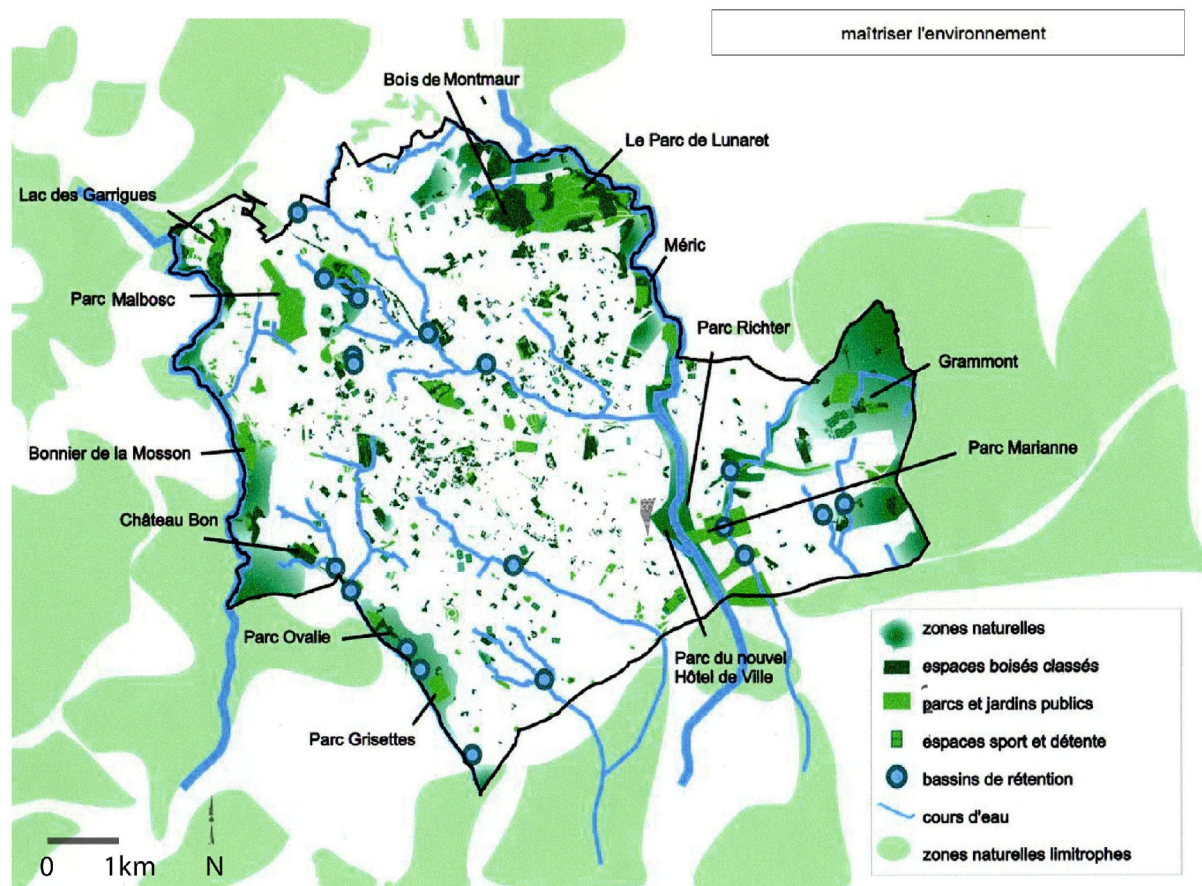 maîtriser l'environnement
Bois de Montmaur
Le Parc de Lunaret
Lac des Garrigues
Méric
Parc Malbosc
Parc Richter
Grammont
Bonnier de la Mosson
Parc Marianne
Château Bon
Parc Ovalie
Parc du nouvel
Hôtel de Ville
Parc Grisettes
zones naturelles
espaces boisés classés
parcs et jardins publics
espaces sport et détente
bassins de rétention
cours d'eau
zones naturelles limitrophes
0 1km N